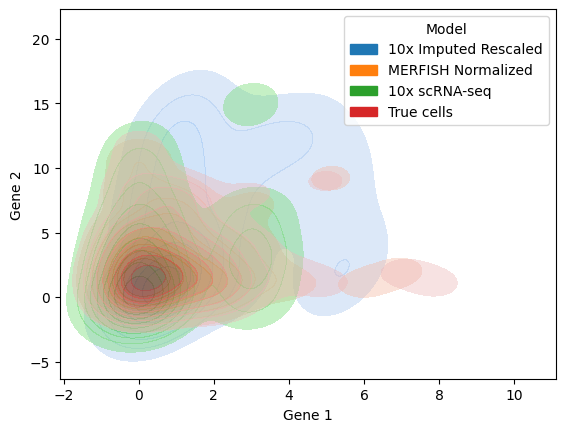 Model
10x Imputed Rescaled
MERFISH Normalized
10x scRNA-seq
True cells
Gene 2
20
15
10
5
0
−5
−2
0
2
4
6
8
10
Gene 1